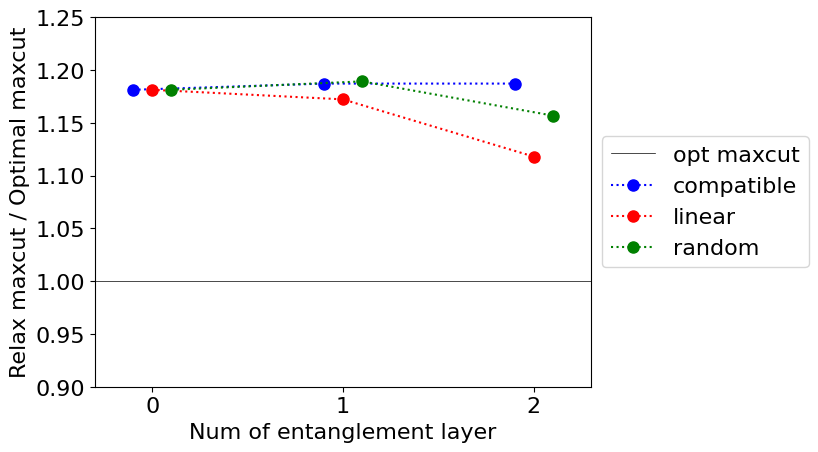 Relax maxcut / Optimal maxcut
1.25
1.20
1.15
1.10
1.05
1.00
0.95
0.90
0
1
2
Num of entanglement layer
opt maxcut
compatible
linear
random